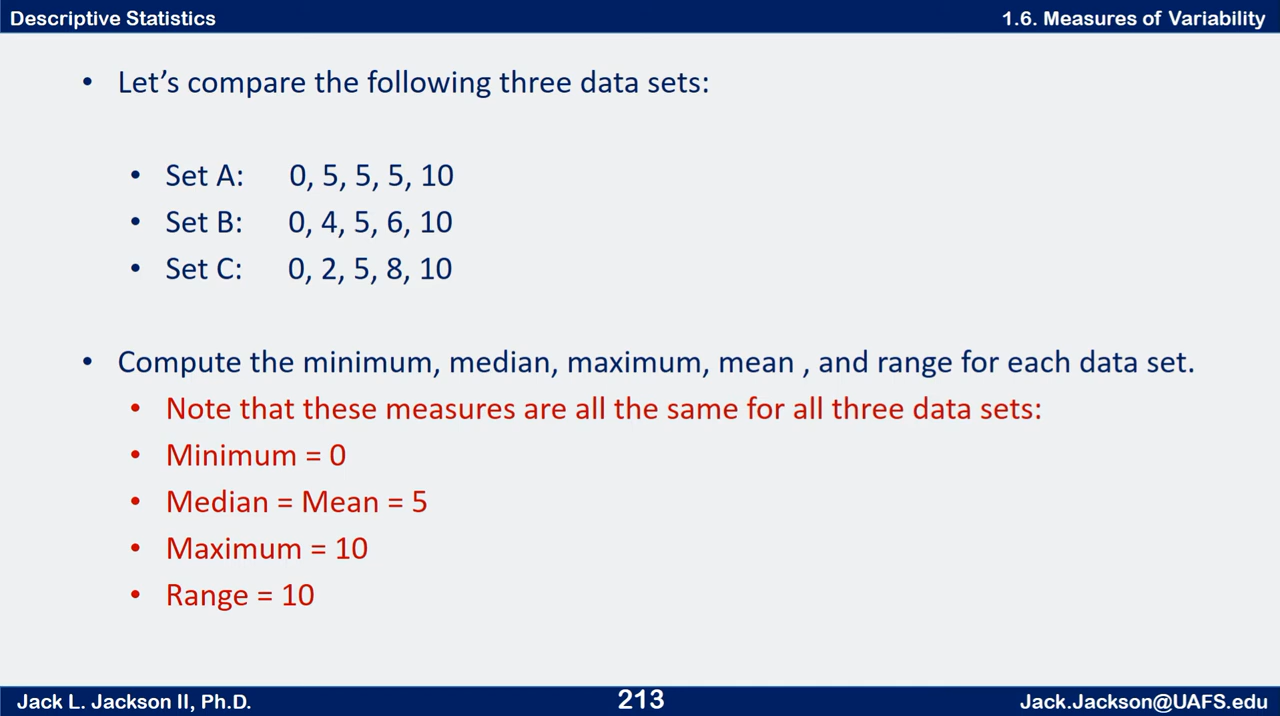 Descriptive Statistics
1.6. Measures of Variability
• Let’s compare the following three data sets:
• Set A: 0, 5, 5, 5, 10
• Set B: 0, 4, 5, 6, 10
• Set C: 0, 2, 5, 8, 10
• Compute the minimum, median, maximum, mean , and range for each data set.
• Note that these measures are all the same for all three data sets:
• Minimum = 0
• Median = Mean = 5
• Maximum = 10
• Range = 10
Jack L. Jackson II, Ph.D.
213
Jack.Jackson@UAFS.edu